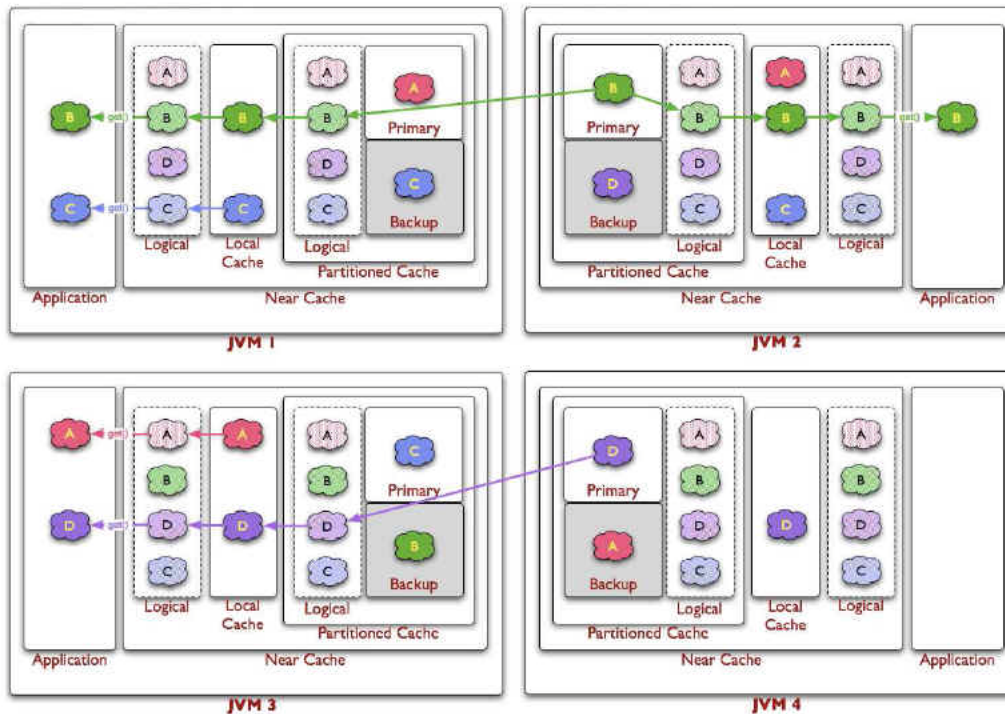 A A A A A A
B get() B B B B B B B get() B
Primary Primary
D D D D D
C get() C C C C C C C
Backup Backup
Logical Local Cache Logical Logical Local Cache Logical
Partitioned Cache Partitioned Cache
Application Near Cache Near Cache Application
JVM 1 JVM 2
A get() A A A A A
C D
B B B B
Primary Primary
D get() D D D D D D
B A
C C C C
Backup Backup
Logical Local Cache Logical Logical Local Cache Logical
Partitioned Cache Partitioned Cache
Application Near Cache Near Cache Application
JVM 3 JVM 4